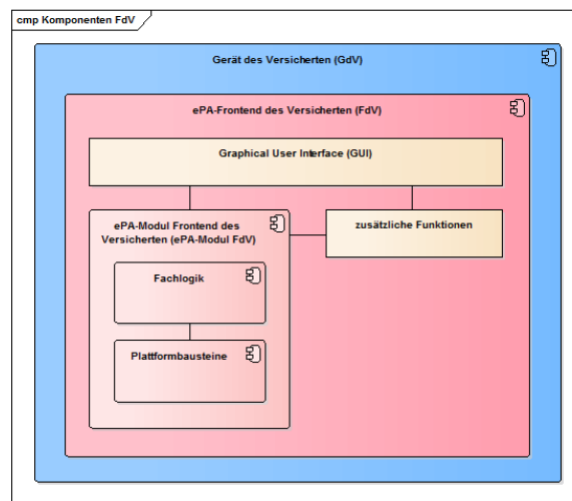 cmp Komponenten FdV
Gerät des Versicherten (GdV)
ePA-Frontend des Versicherten (FdV)
Graphical User Interface (GUI)
ePA-Modul Frontend des
Versicherten (ePA-Modul FdV)
zusätzliche Funktionen
Fachlogik
Plattformbausteine